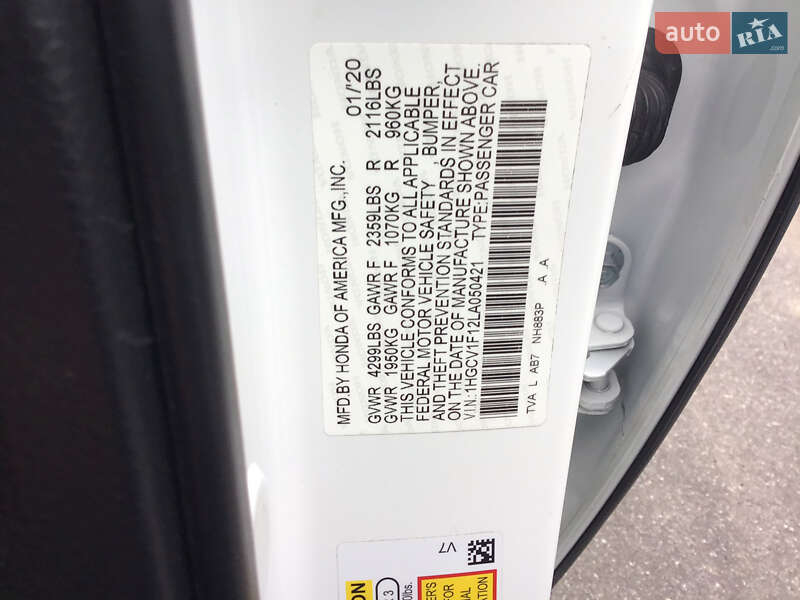 MFD.BY HONDA OF AMERICA MFG.,INC. 01/'20
GVWR 4299LBS GAWR F 2359LBS R 2116LBS
GVWR 1950KG GAWR F 1070KG R 960KG
THIS VEHICLE CONFORMS TO ALL APPLICABLE
FEDERAL MOTOR VEHICLE SAFETY , BUMPER,
AND THEFT PREVENTION STANDARDS IN EFFECT
ON THE DATE OF MANUFACTURE SHOWN ABOVE.
VIN:1HGCV1F12LA050421 TYPE:PASSENGER CAR
TVA L AB7 NH883P A A
V7
auto RIA
.com